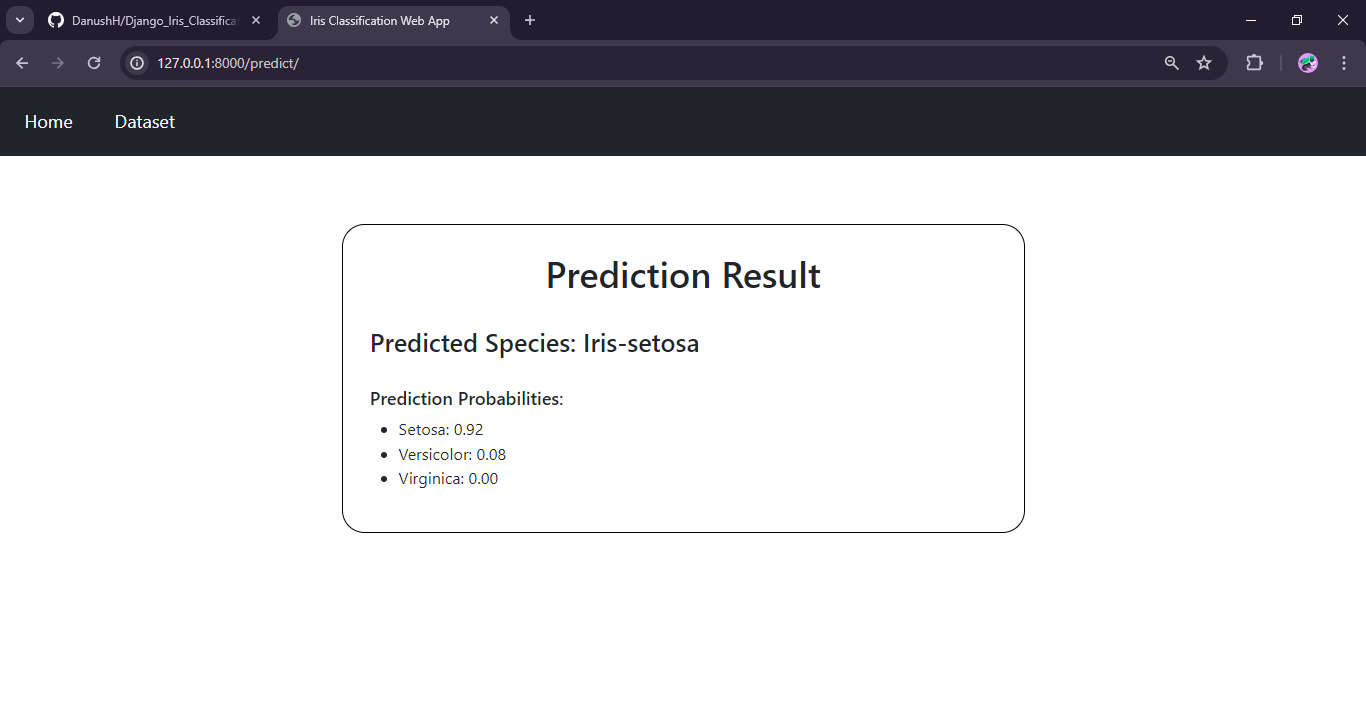 DanushH/Django_Iris_Classifica
Iris Classification Web App
127.0.0.1:8000/predict/
Home Dataset
Prediction Result
Predicted Species: Iris-setosa
Prediction Probabilities:
Setosa: 0.92
Versicolor: 0.08
Virginica: 0.00